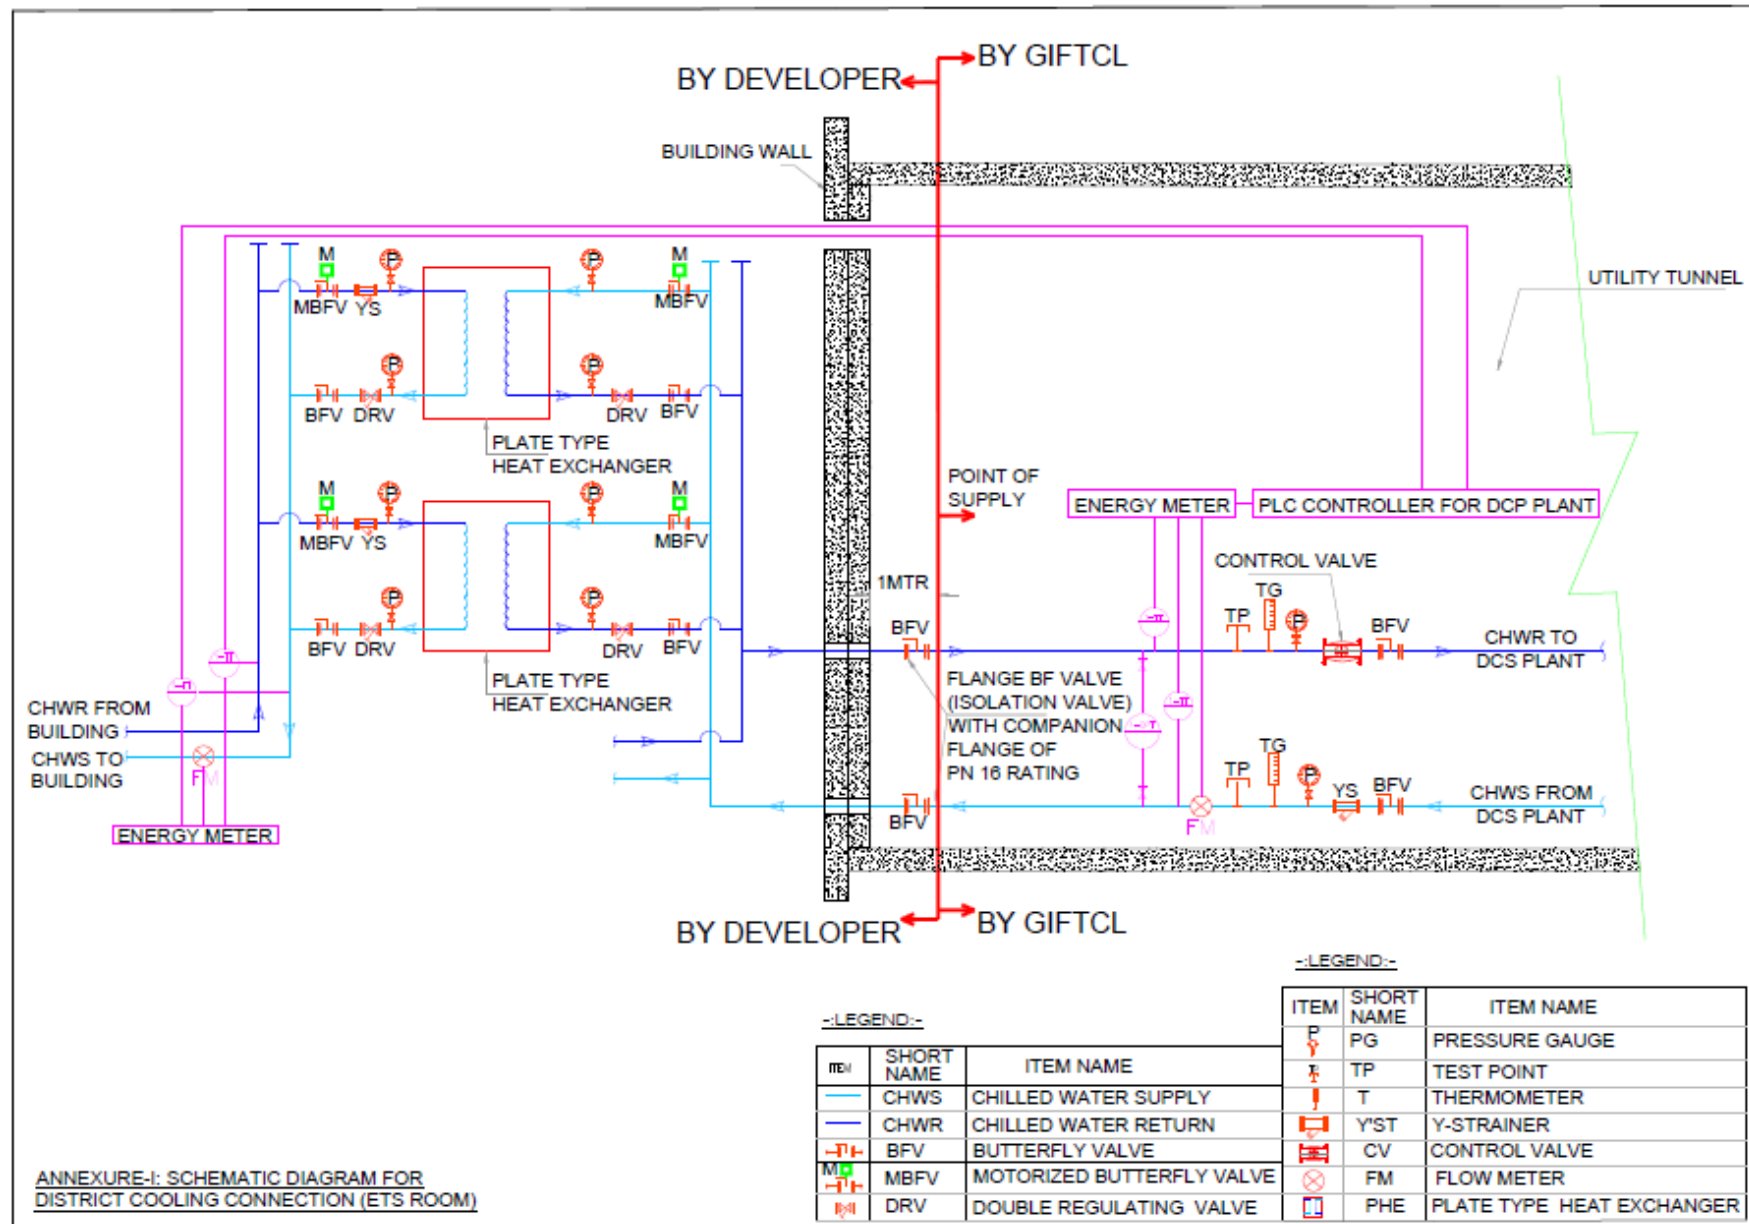 BY GIFTCL
BY DEVELOPER
BUILDING WALL
UTILITY TUNNEL
M
P
P
M
MBFV
YS
MBFV
P
P
BFV
DRV
DRV
BFV
PLATE TYPE
HEAT EXCHANGER
M
P
P
M
MBFV
YS
MBFV
P
P
BFV
DRV
DRV
BFV
PLATE TYPE
HEAT EXCHANGER
POINT OF
SUPPLY
ENERGY METER
PLC CONTROLLER FOR DCP PLANT
CONTROL VALVE
1MTR
TG
TP
P
BFV
BFV
CHWR TO
DCS PLANT
FLANGE BF VALVE
(ISOLATION VALVE)
WITH COMPANION
FLANGE OF
PN 16 RATING
CHWR FROM
BUILDING
CHWS TO
BUILDING
FM
ENERGY METER
TG
TP
P
YS
BFV
CHWS FROM
DCS PLANT
BFV
FM
BY DEVELOPER
BY GIFTCL
-:LEGEND:-
ITEM SHORT NAME ITEM NAME
CHWS CHILLED WATER SUPPLY
CHWR CHILLED WATER RETURN
BFV BUTTERFLY VALVE
M MBFV MOTORIZED BUTTERFLY VALVE
DRV DOUBLE REGULATING VALVE
-:LEGEND:-
ITEM SHORT NAME ITEM NAME
P PG PRESSURE GAUGE
TP TEST POINT
T THERMOMETER
Y'ST Y-STRAINER
CV CONTROL VALVE
FM FLOW METER
PHE PLATE TYPE HEAT EXCHANGER
ANNEXURE-I: SCHEMATIC DIAGRAM FOR
DISTRICT COOLING CONNECTION (ETS ROOM)